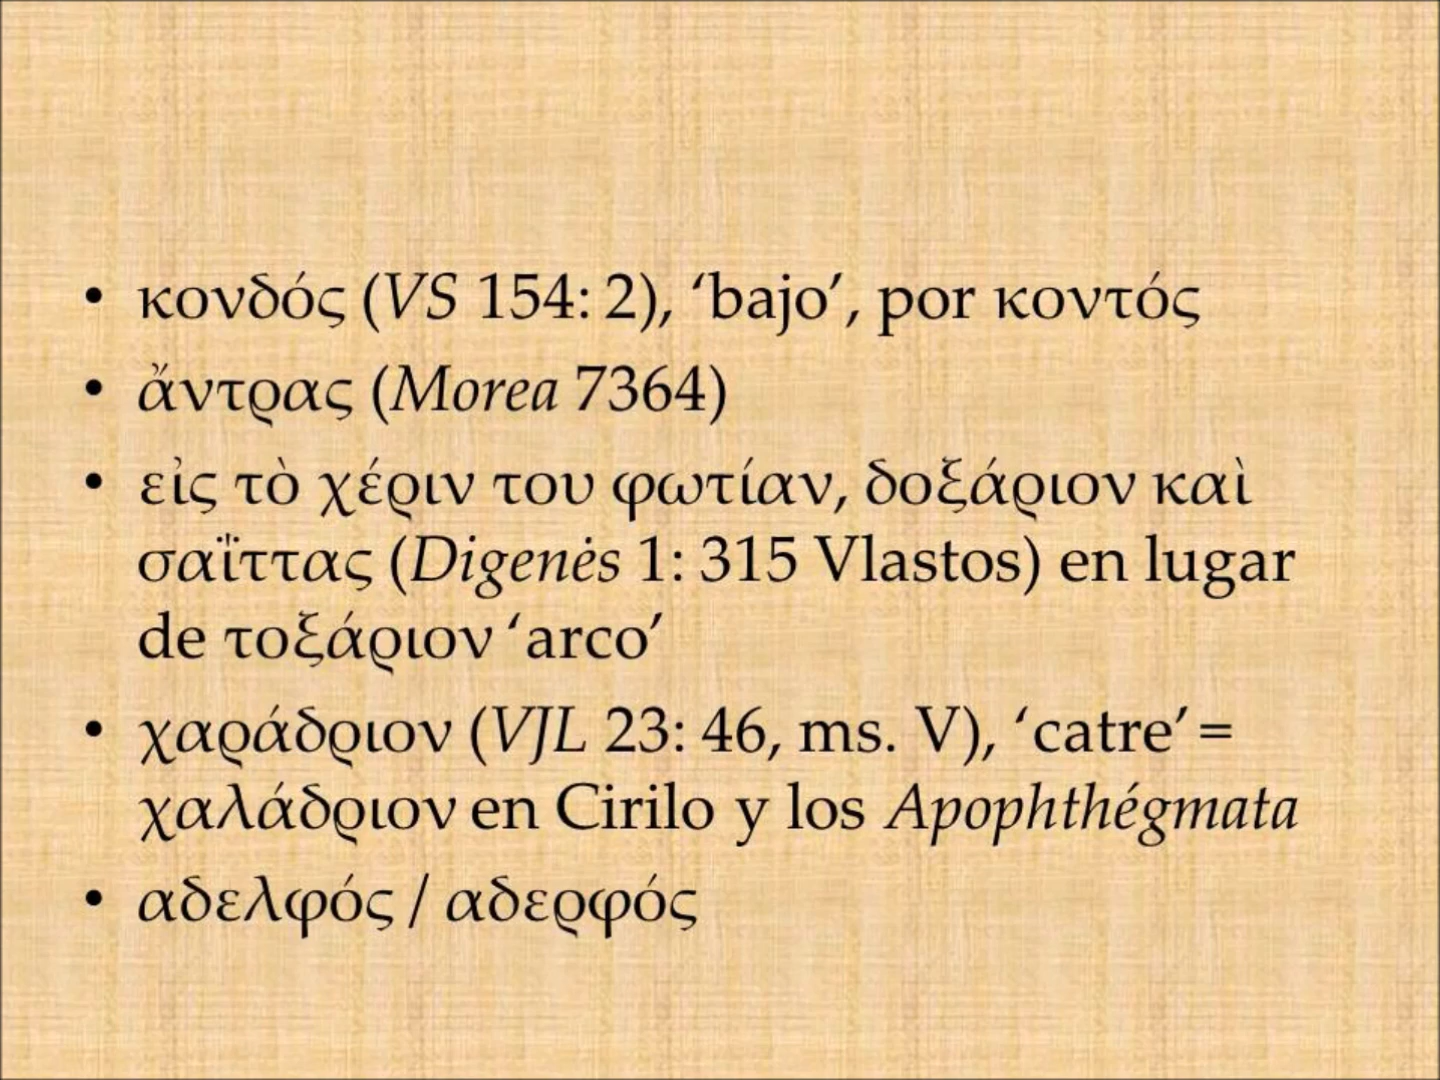 • κονδός (VS 154: 2), ‘bajo’, por κοντός
• ἄντρας (Morea 7364)
• εἰς τὸ χέριν του φωτίαν, δοξάριον καὶ
σαΐττας (Digenės 1: 315 Vlastos) en lugar
de τοξάριον ‘arco’
• χαράδριον (VJL 23: 46, ms. V), ‘catre’ =
χαλάδριον en Cirilo y los Apophthégmata
• αδελφός / αδερφός